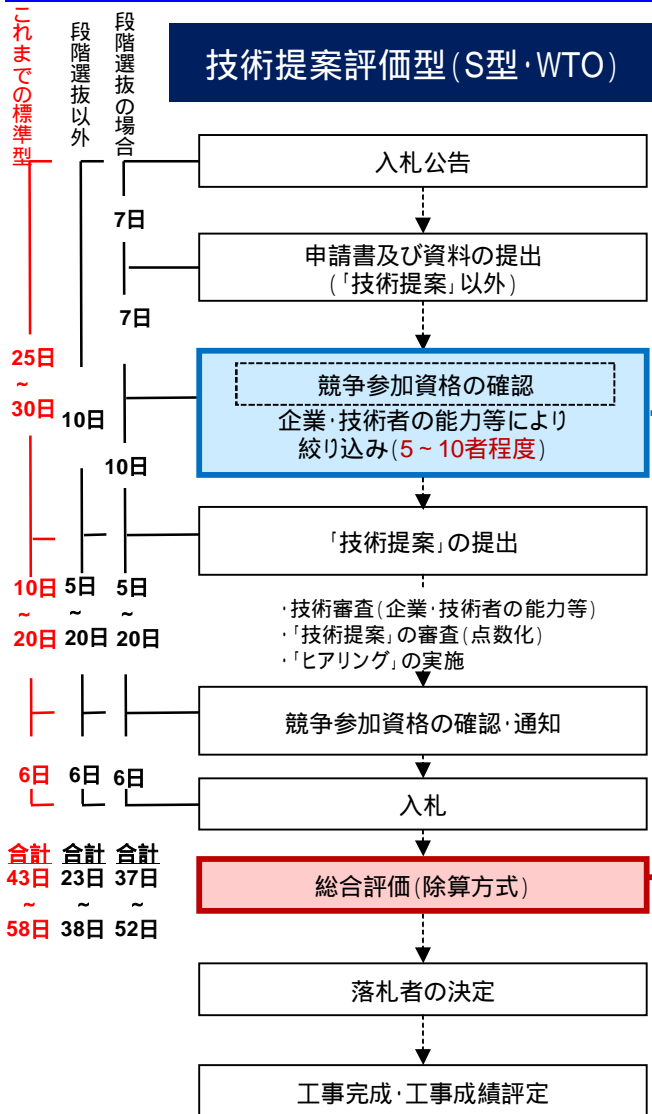 これまでの標準型
段階選抜以外
段階選抜の場合
技術提案評価型(S型・WTO)
入札公告
7日
申請書及び資料の提出
(「技術提案」以外)
7日
25日
~
30日
10日
10日
競争参加資格の確認
企業・技術者の能力等により
絞り込み(5~10者程度)
「技術提案」の提出
10日 5日 5日
~ ~ ~
20日 20日 20日
・技術審査(企業・技術者の能力等)
・「技術提案」の審査(点数化)
・「ヒアリング」の実施
競争参加資格の確認・通知
6日 6日 6日
入札
合計 合計 合計
43日 23日 37日
~ ~ ~
58日 38日 52日
総合評価(除算方式)
落札者の決定
工事完成・工事成績評定